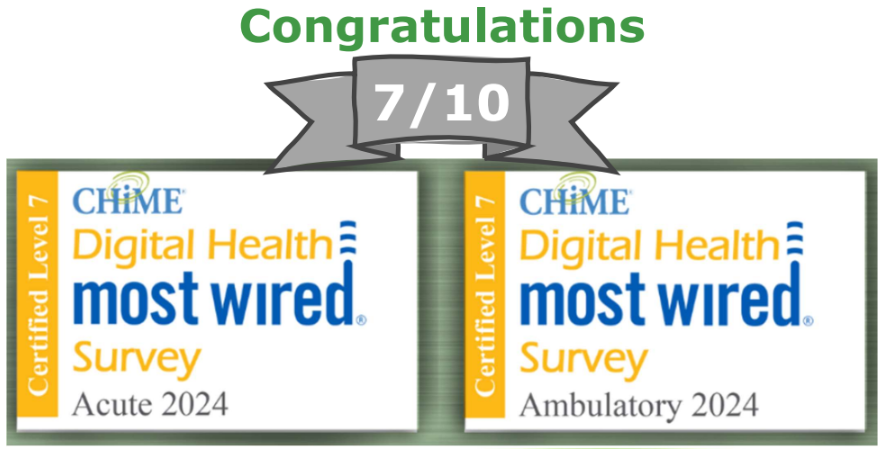 Congratulations
7/10
Certified Level 7
CHiME
Digital Health
most wired®
Survey
Acute 2024
Certified Level 7
CHiME
Digital Health
most wired®
Survey
Ambulatory 2024